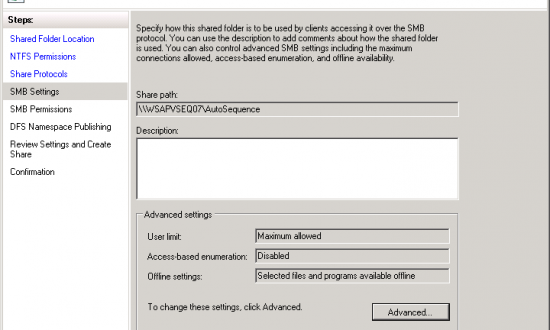 Steps:
Shared Folder Location
NTFS Permissions
Share Protocols
SMB Settings
SMB Permissions
DFS Namespace Publishing
Review Settings and Create
Share
Confirmation
Specify how this shared folder is to be used by clients accessing it over the SMB
protocol. You can use the description to add comments about how the shared folder
is used. You can also control advanced SMB settings including the maximum
connections allowed, access-based enumeration, and offline availability.
Share path:
\\WSAPVSEQ07\AutoSequence
Description:
Advanced settings
User limit: Maximum allowed
Access-based enumeration: Disabled
Offline settings: Selected files and programs available offline
To change these settings, click Advanced.
Advanced...